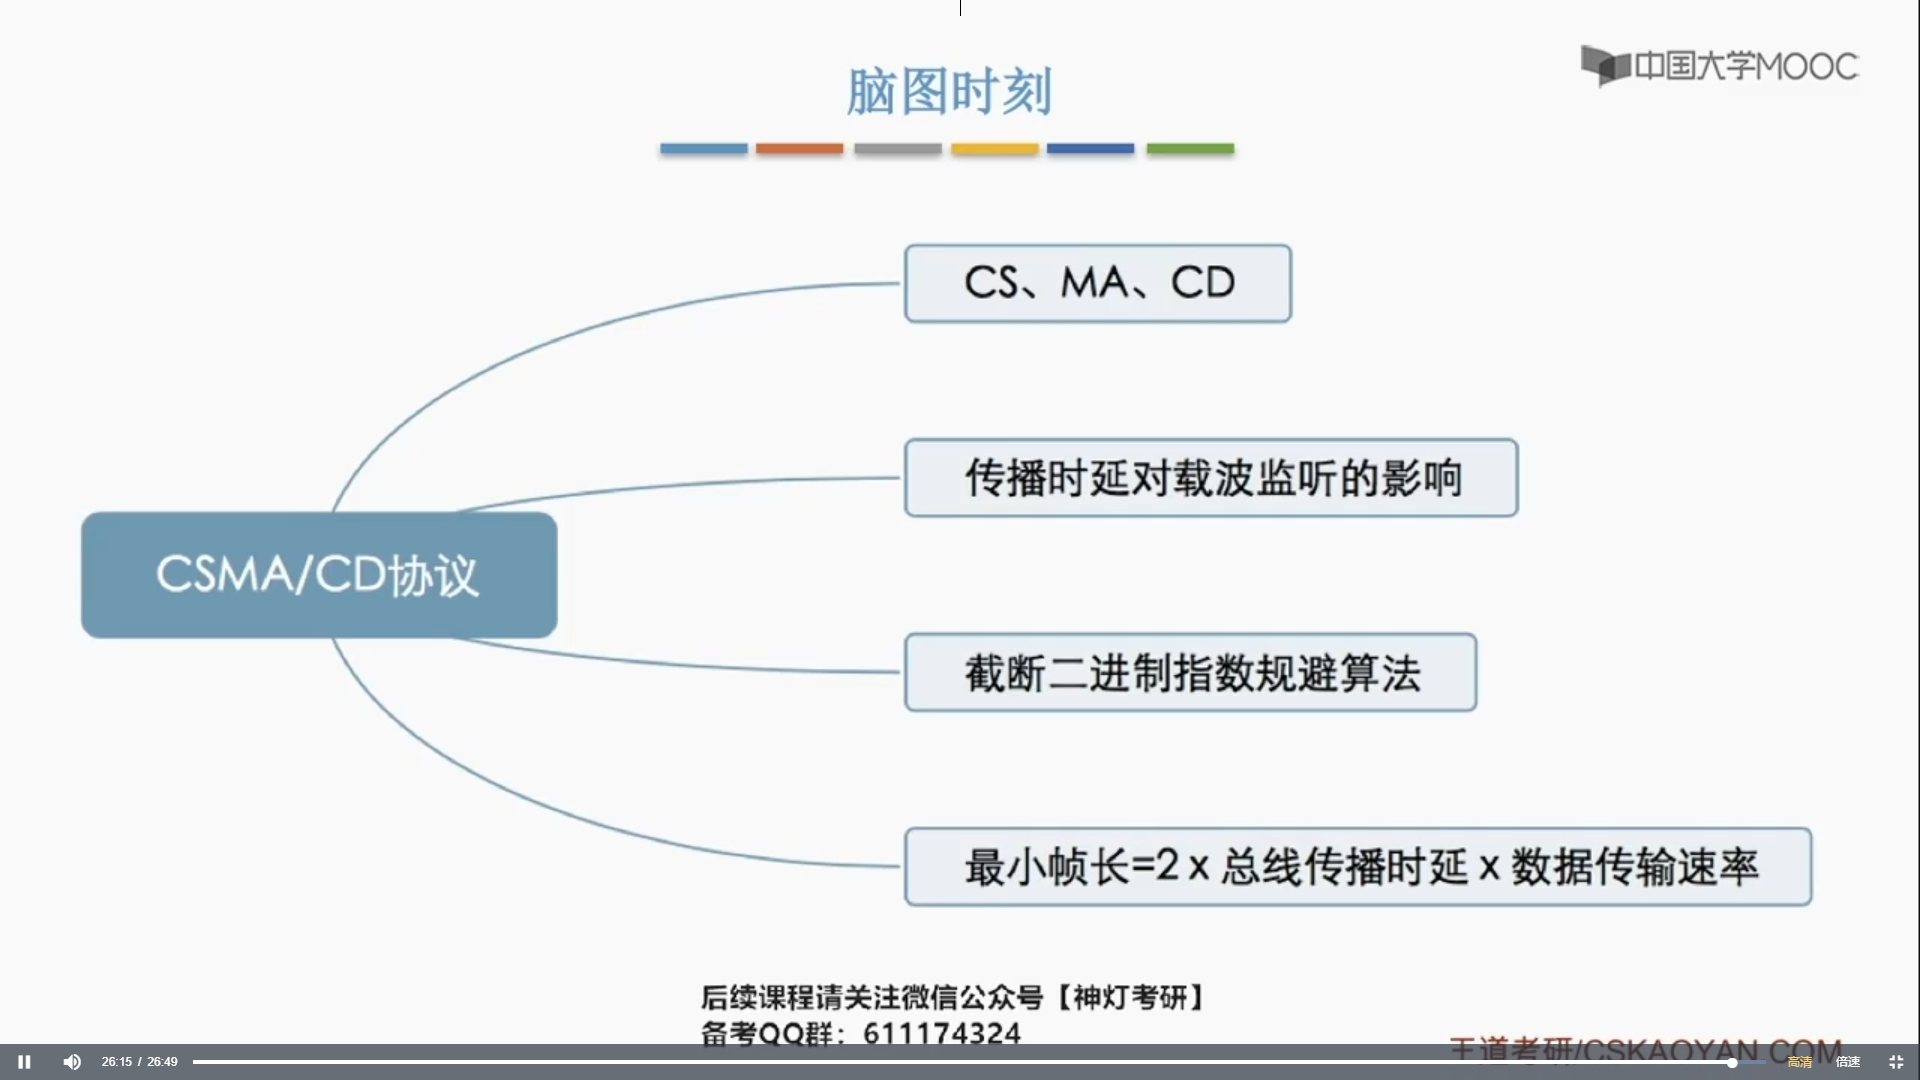 脑图时刻
中国大学MOOC
CS、MA、CD
传播时延对载波监听的影响
CSMA/CD协议
截断二进制指数规避算法
最小帧长=2 x 总线传播时延 x 数据传输速率
后续课程请关注微信公众号【神灯考研】
备考QQ群：611174324
王道考研/CSKAOYAN.COM
26:15 / 26:49
高清
倍速